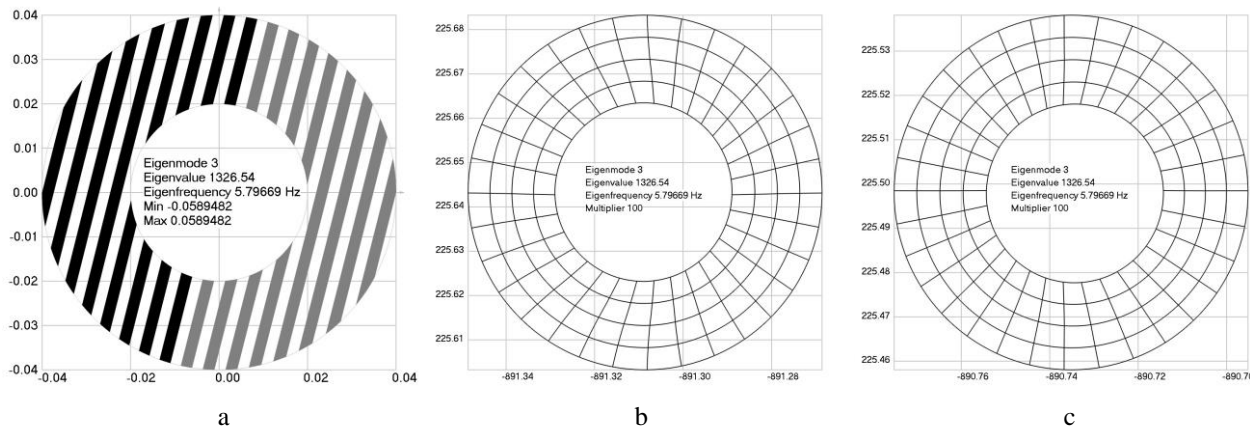 0.04
0.03
0.02
0.01
0.00
-0.01
-0.02
-0.03
-0.04
-0.04
-0.02
0.00
0.02
0.04
Eigenmode 3
Eigenvalue 1326.54
Eigenfrequency 5.79669 Hz
Min -0.0589482
Max 0.0589482
a
225.68
225.67
225.66
225.65
225.64
225.63
225.62
225.61
-891.34
-891.32
-891.30
-891.28
Eigenmode 3
Eigenvalue 1326.54
Eigenfrequency 5.79669 Hz
Multiplier 100
b
225.53
225.52
225.51
225.50
225.49
225.48
225.47
225.46
-890.76
-890.74
-890.72
Eigenmode 3
Eigenvalue 1326.54
Eigenfrequency 5.79669 Hz
Multiplier 100
c